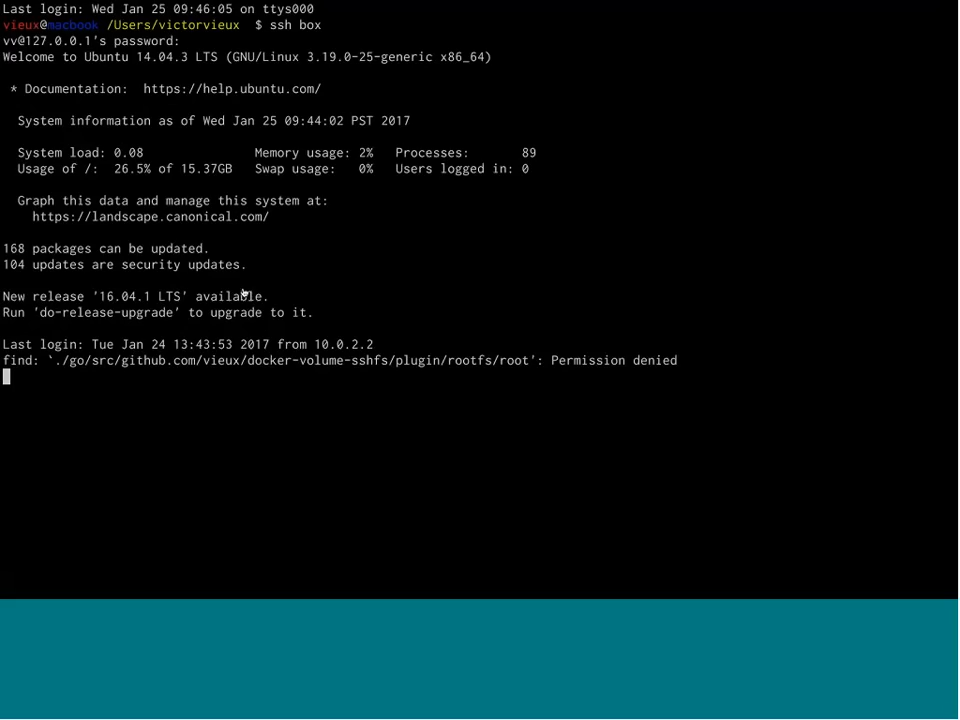 Last login: Wed Jan 25 09:46:05 on ttys000
vieux@macbook /Users/victorvieux  $ ssh box
vv@127.0.0.1's password:
Welcome to Ubuntu 14.04.3 LTS (GNU/Linux 3.19.0-25-generic x86_64)
* Documentation:  https://help.ubuntu.com/
System information as of Wed Jan 25 09:44:02 PST 2017
System load: 0.08               Memory usage: 2%   Processes:       89
Usage of /:  26.5% of 15.37GB   Swap usage:   0%   Users logged in: 0
Graph this data and manage this system at:
https://landscape.canonical.com/
168 packages can be updated.
104 updates are security updates.
New release '16.04.1 LTS' available.
Run 'do-release-upgrade' to upgrade to it.
Last login: Tue Jan 24 13:43:53 2017 from 10.0.2.2
find: `./go/src/github.com/vieux/docker-volume-sshfs/plugin/rootfs/root': Permission denied